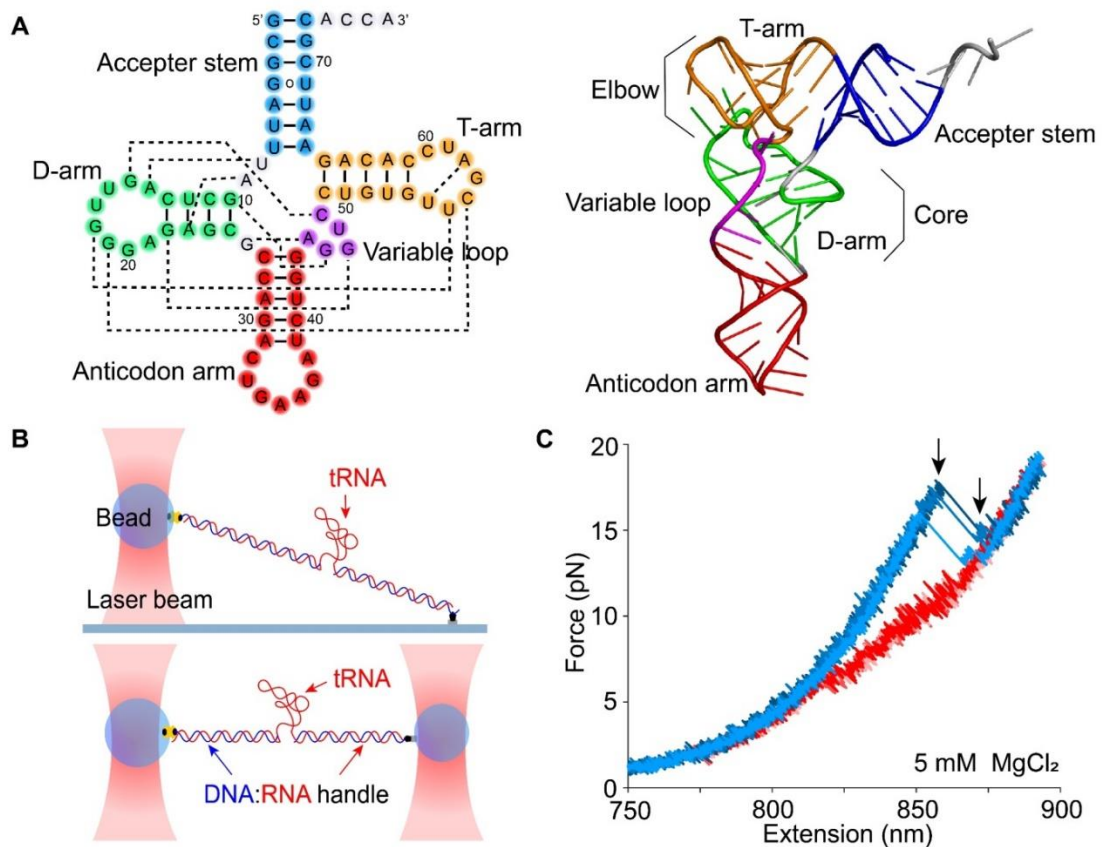 A
5'
G C A C C A 3'
C G
G C 70
G o U
A U
U A
U A
U
A
Accepter stem
T-arm
60
G A C A C C U A G C
C U G U G U U
50
D-arm
U U G A C U C G
10
G G G A G A G C G
20
C U G G A
Variable loop
C G
C G
A U
30 G C 40
A U
C A
U G
G A A
Anticodon arm
T-arm
Elbow
Accepter stem
Variable loop
Core
D-arm
Anticodon arm
B
tRNA
Bead
Laser beam
tRNA
DNA:RNA handle
C
Force (pN)
20
15
10
5
0
5 mM MgCl₂
750
800
850
900
Extension (nm)